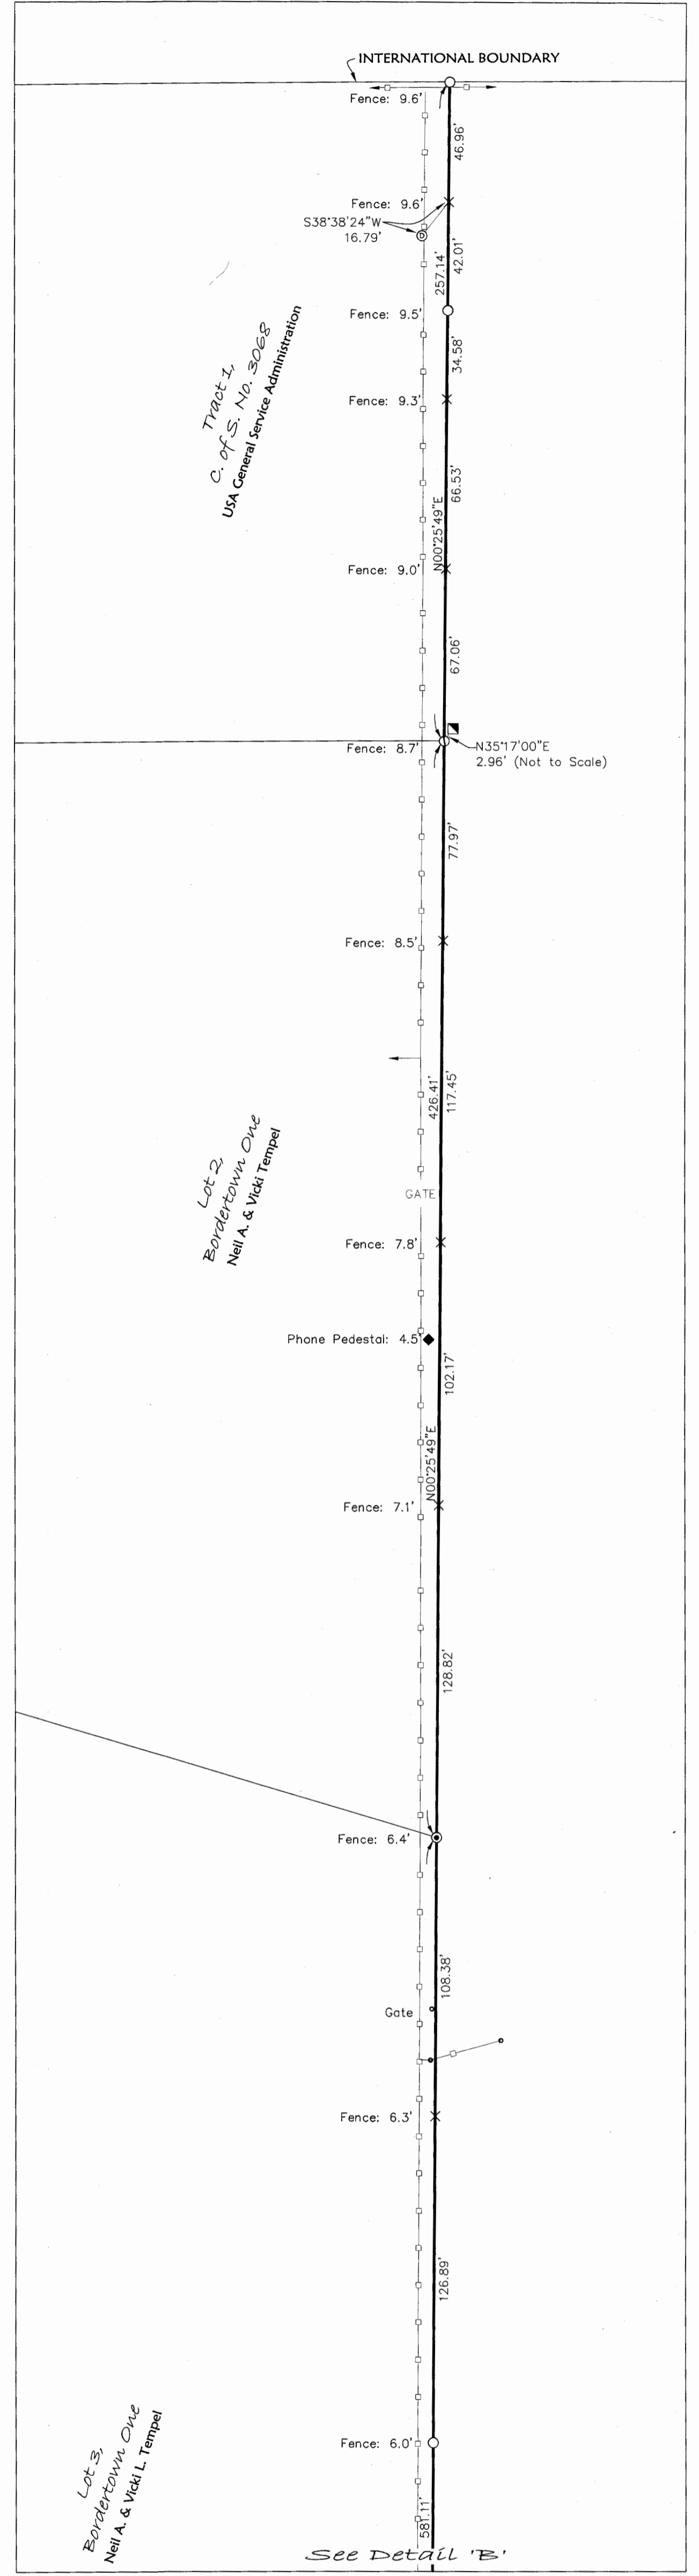 INTERNATIONAL BOUNDARY
Fence: 9.6'
46.96'
Fence: 9.6'
S38°38'24"W
16.79'
257.14'
42.01'
Fence: 9.5'
34.58'
Tract 1,
C. of S. No. 3068
USA General Service Administration
Fence: 9.3'
66.53'
N00°25'49"E
Fence: 9.0'
67.06'
Fence: 8.7'
N35°17'00"E
2.96' (Not to Scale)
77.97'
Fence: 8.5'
426.41'
117.45'
Lot 2,
Bordertown One
Neil A. & Vicki Tempel
GATE
Fence: 7.8'
Phone Pedestal: 4.5'
102.17'
N00°25'49"E
Fence: 7.1'
128.82'
Fence: 6.4'
108.38'
Gate
Fence: 6.3'
126.89'
Lot 3,
Bordertown One
Neil A. & Vicki L. Tempel
Fence: 6.0'
581.11'
See Detail 'B'